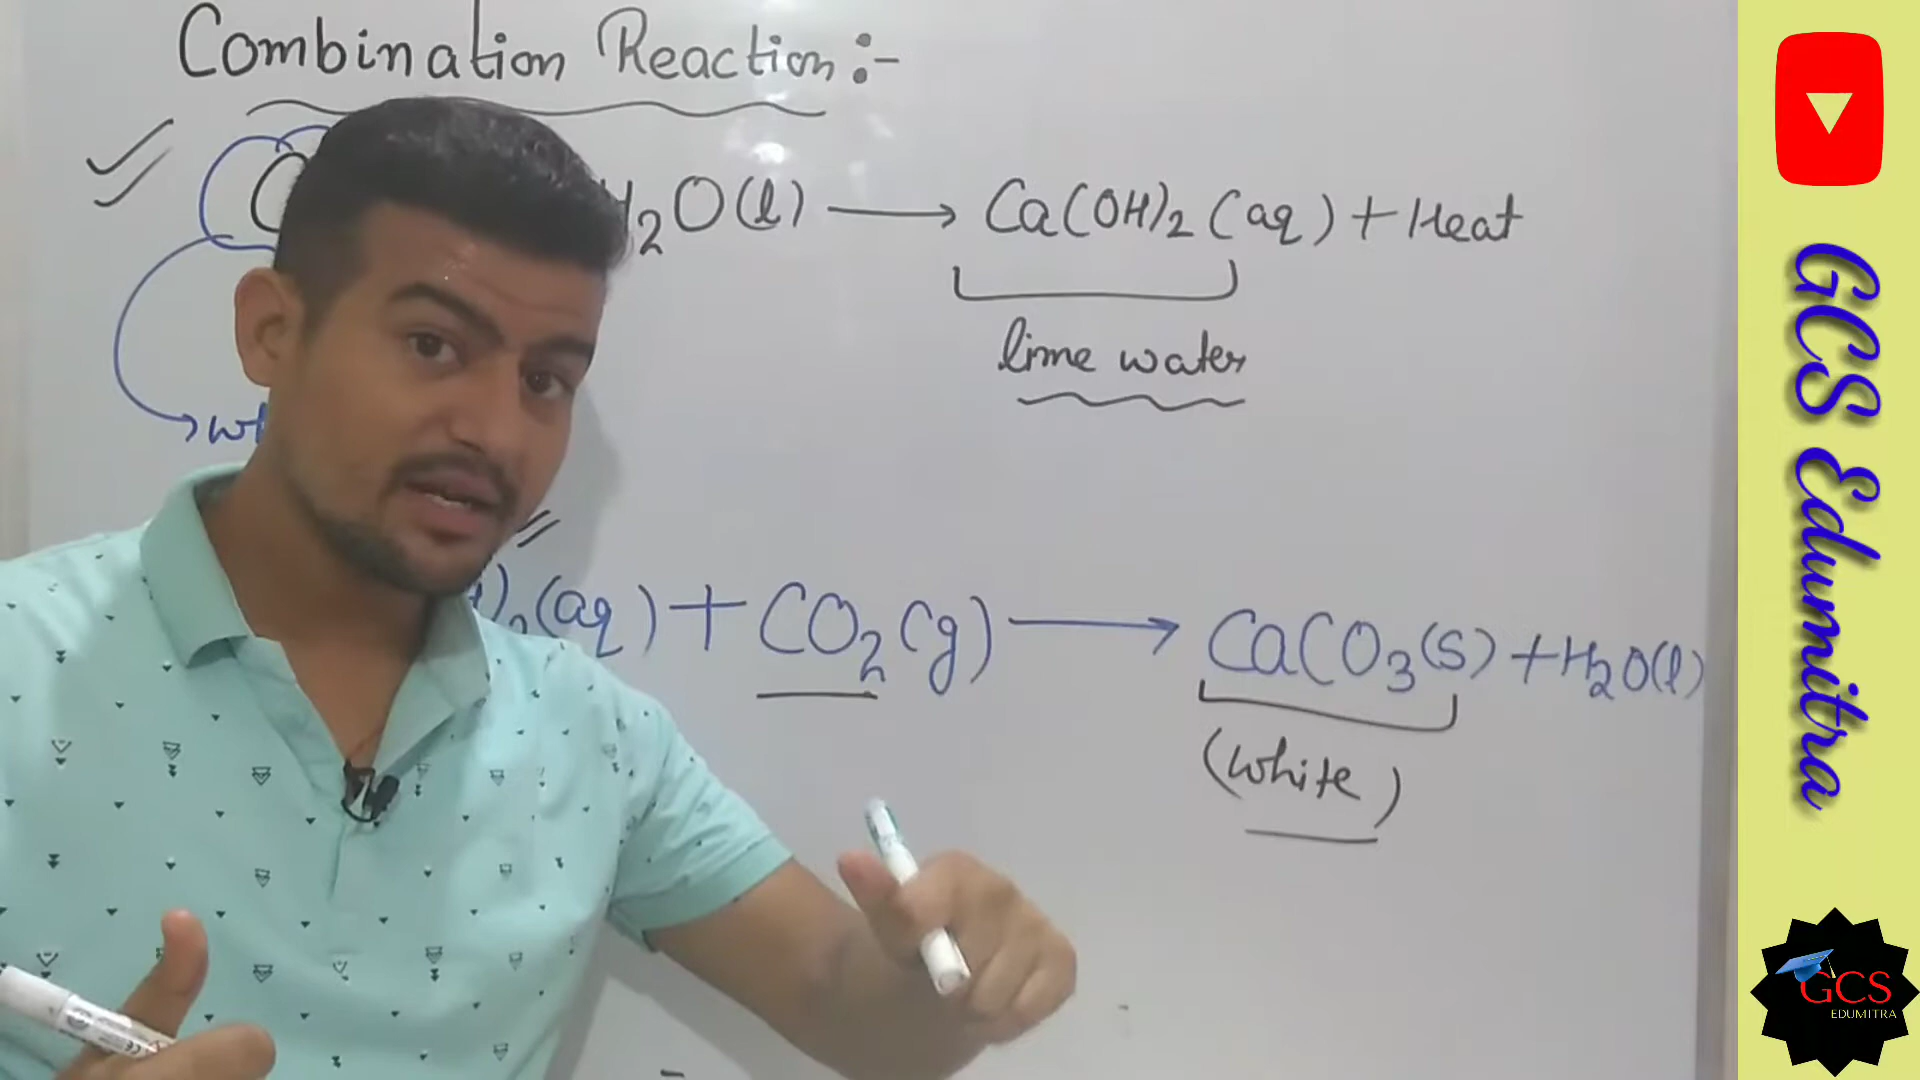 Combination Reaction :-
H2O(l) → Ca(OH)2 (aq) + Heat
lime water
(aq) + CO2 (g) → CaCO3(s) + H2O(l)
(white)
GCS Edumitra
GCS
EDUMITRA